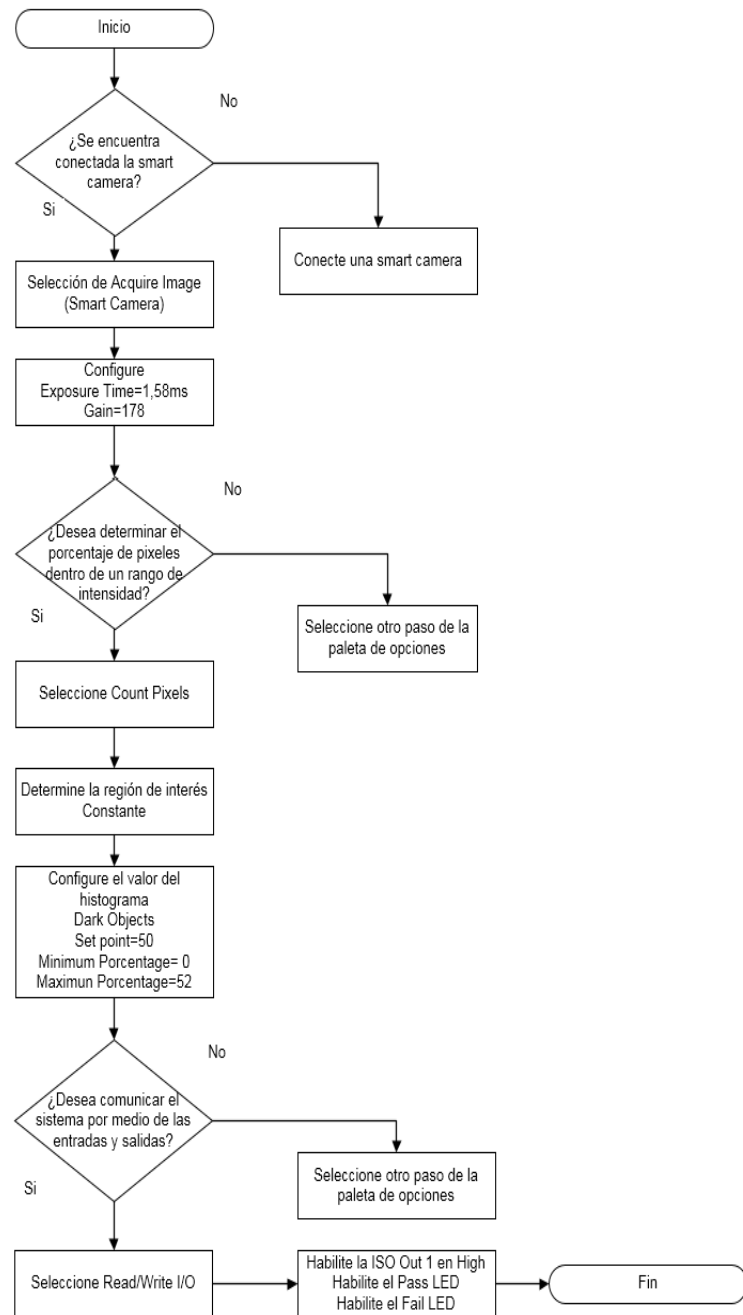 Inicio
No
¿Se encuentra
conectada la smart
camera?
Si
Conecte una smart camera
Selección de Acquire Image
(Smart Camera)
Configure
Exposure Time=1,58ms
Gain=178
No
¿Desea determinar el
porcentaje de pixeles
dentro de un rango de
intensidad?
Si
Seleccione otro paso de la
paleta de opciones
Seleccione Count Pixels
Determine la región de interés
Constante
Configure el valor del
histograma
Dark Objects
Set point=50
Minimum Porcentage= 0
Maximun Porcentage=52
No
¿Desea comunicar el
sistema por medio de las
entradas y salidas?
Si
Seleccione otro paso de la
paleta de opciones
Seleccione Read/Write I/O
Habilite la ISO Out 1 en High
Habilite el Pass LED
Habilite el Fail LED
Fin